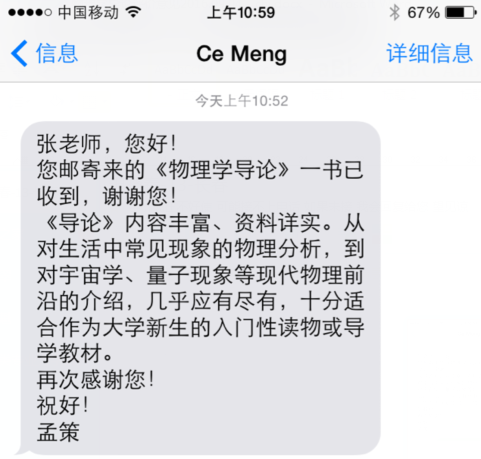 中国移动 上午10:59 67%
信息 Ce Meng 详细信息
今天上午10:52
张老师，您好！
您邮寄来的《物理学导论》一书已
收到，谢谢您！
《导论》内容丰富、资料详实。从
对生活中常见现象的物理分析，到
对宇宙学、量子现象等现代物理前
沿的介绍，几乎应有尽有，十分适
合作为大学新生的入门性读物或导
学教材。
再次感谢您！
祝好！
孟策